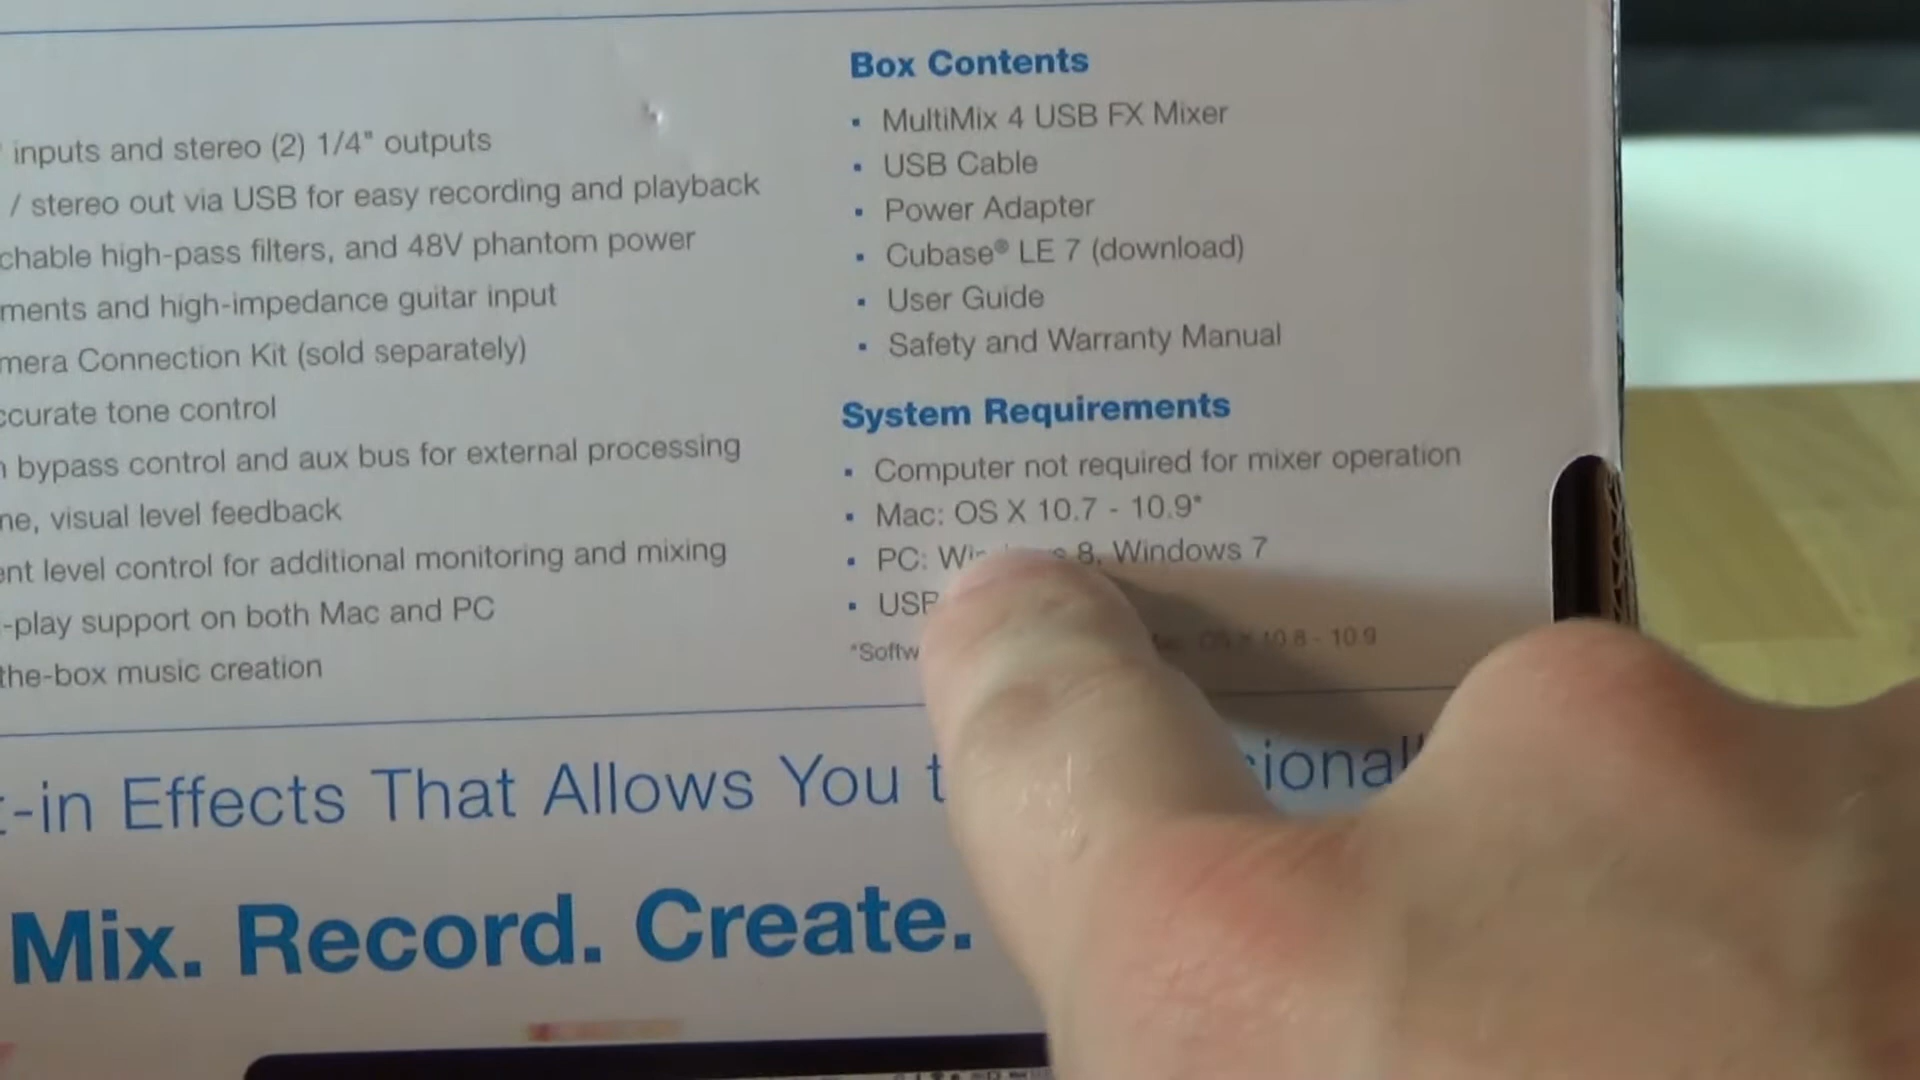 inputs and stereo (2) 1/4" outputs
/ stereo out via USB for easy recording and playback
chable high-pass filters, and 48V phantom power
ments and high-impedance guitar input
mera Connection Kit (sold separately)
ccurate tone control
n bypass control and aux bus for external processing
ne, visual level feedback
ent level control for additional monitoring and mixing
-play support on both Mac and PC
the-box music creation
Box Contents
▪ MultiMix 4 USB FX Mixer
▪ USB Cable
▪ Power Adapter
▪ Cubase® LE 7 (download)
▪ User Guide
▪ Safety and Warranty Manual
System Requirements
▪ Computer not required for mixer operation
▪ Mac: OS X 10.7 - 10.9*
▪ PC: 8, Windows 7
▪ USB
*Softw OS X 10.8 - 10.9
-in Effects That Allows You t ional
Mix. Record. Create.